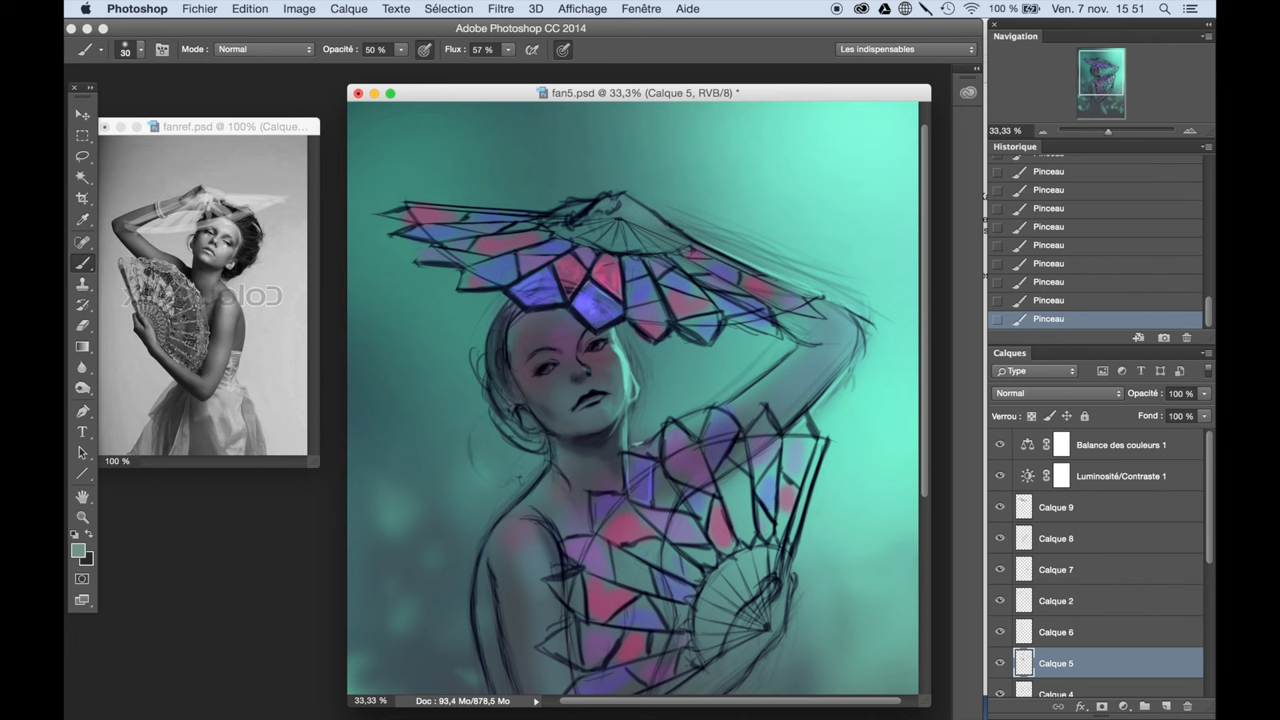 Photoshop Fichier Edition Image Calque Texte Sélection Filtres 3D Affichage Fenêtre Aide 100 % Ven. 7 nov. 15 51
Adobe Photoshop CC 2014
30 Mode : Normal Opacité : 50 % Flux : 57 % Les indispensables
fanref.psd @ 100% (Calque...
100 %
fan5.psd @ 33,3% (Calque 5, RVB/8) *
33,33 % Doc : 93,4 Mo/878,5 Mo
Navigation
33,33 %
Historique
Pinceau
Pinceau
Pinceau
Pinceau
Pinceau
Pinceau
Pinceau
Pinceau
Pinceau
Calques
Type
Normal Opacité : 100 %
Verrou : Fond : 100 %
Balance des couleurs 1
Luminosité/Contraste 1
Calque 9
Calque 8
Calque 7
Calque 2
Calque 6
Calque 5
Calque 4